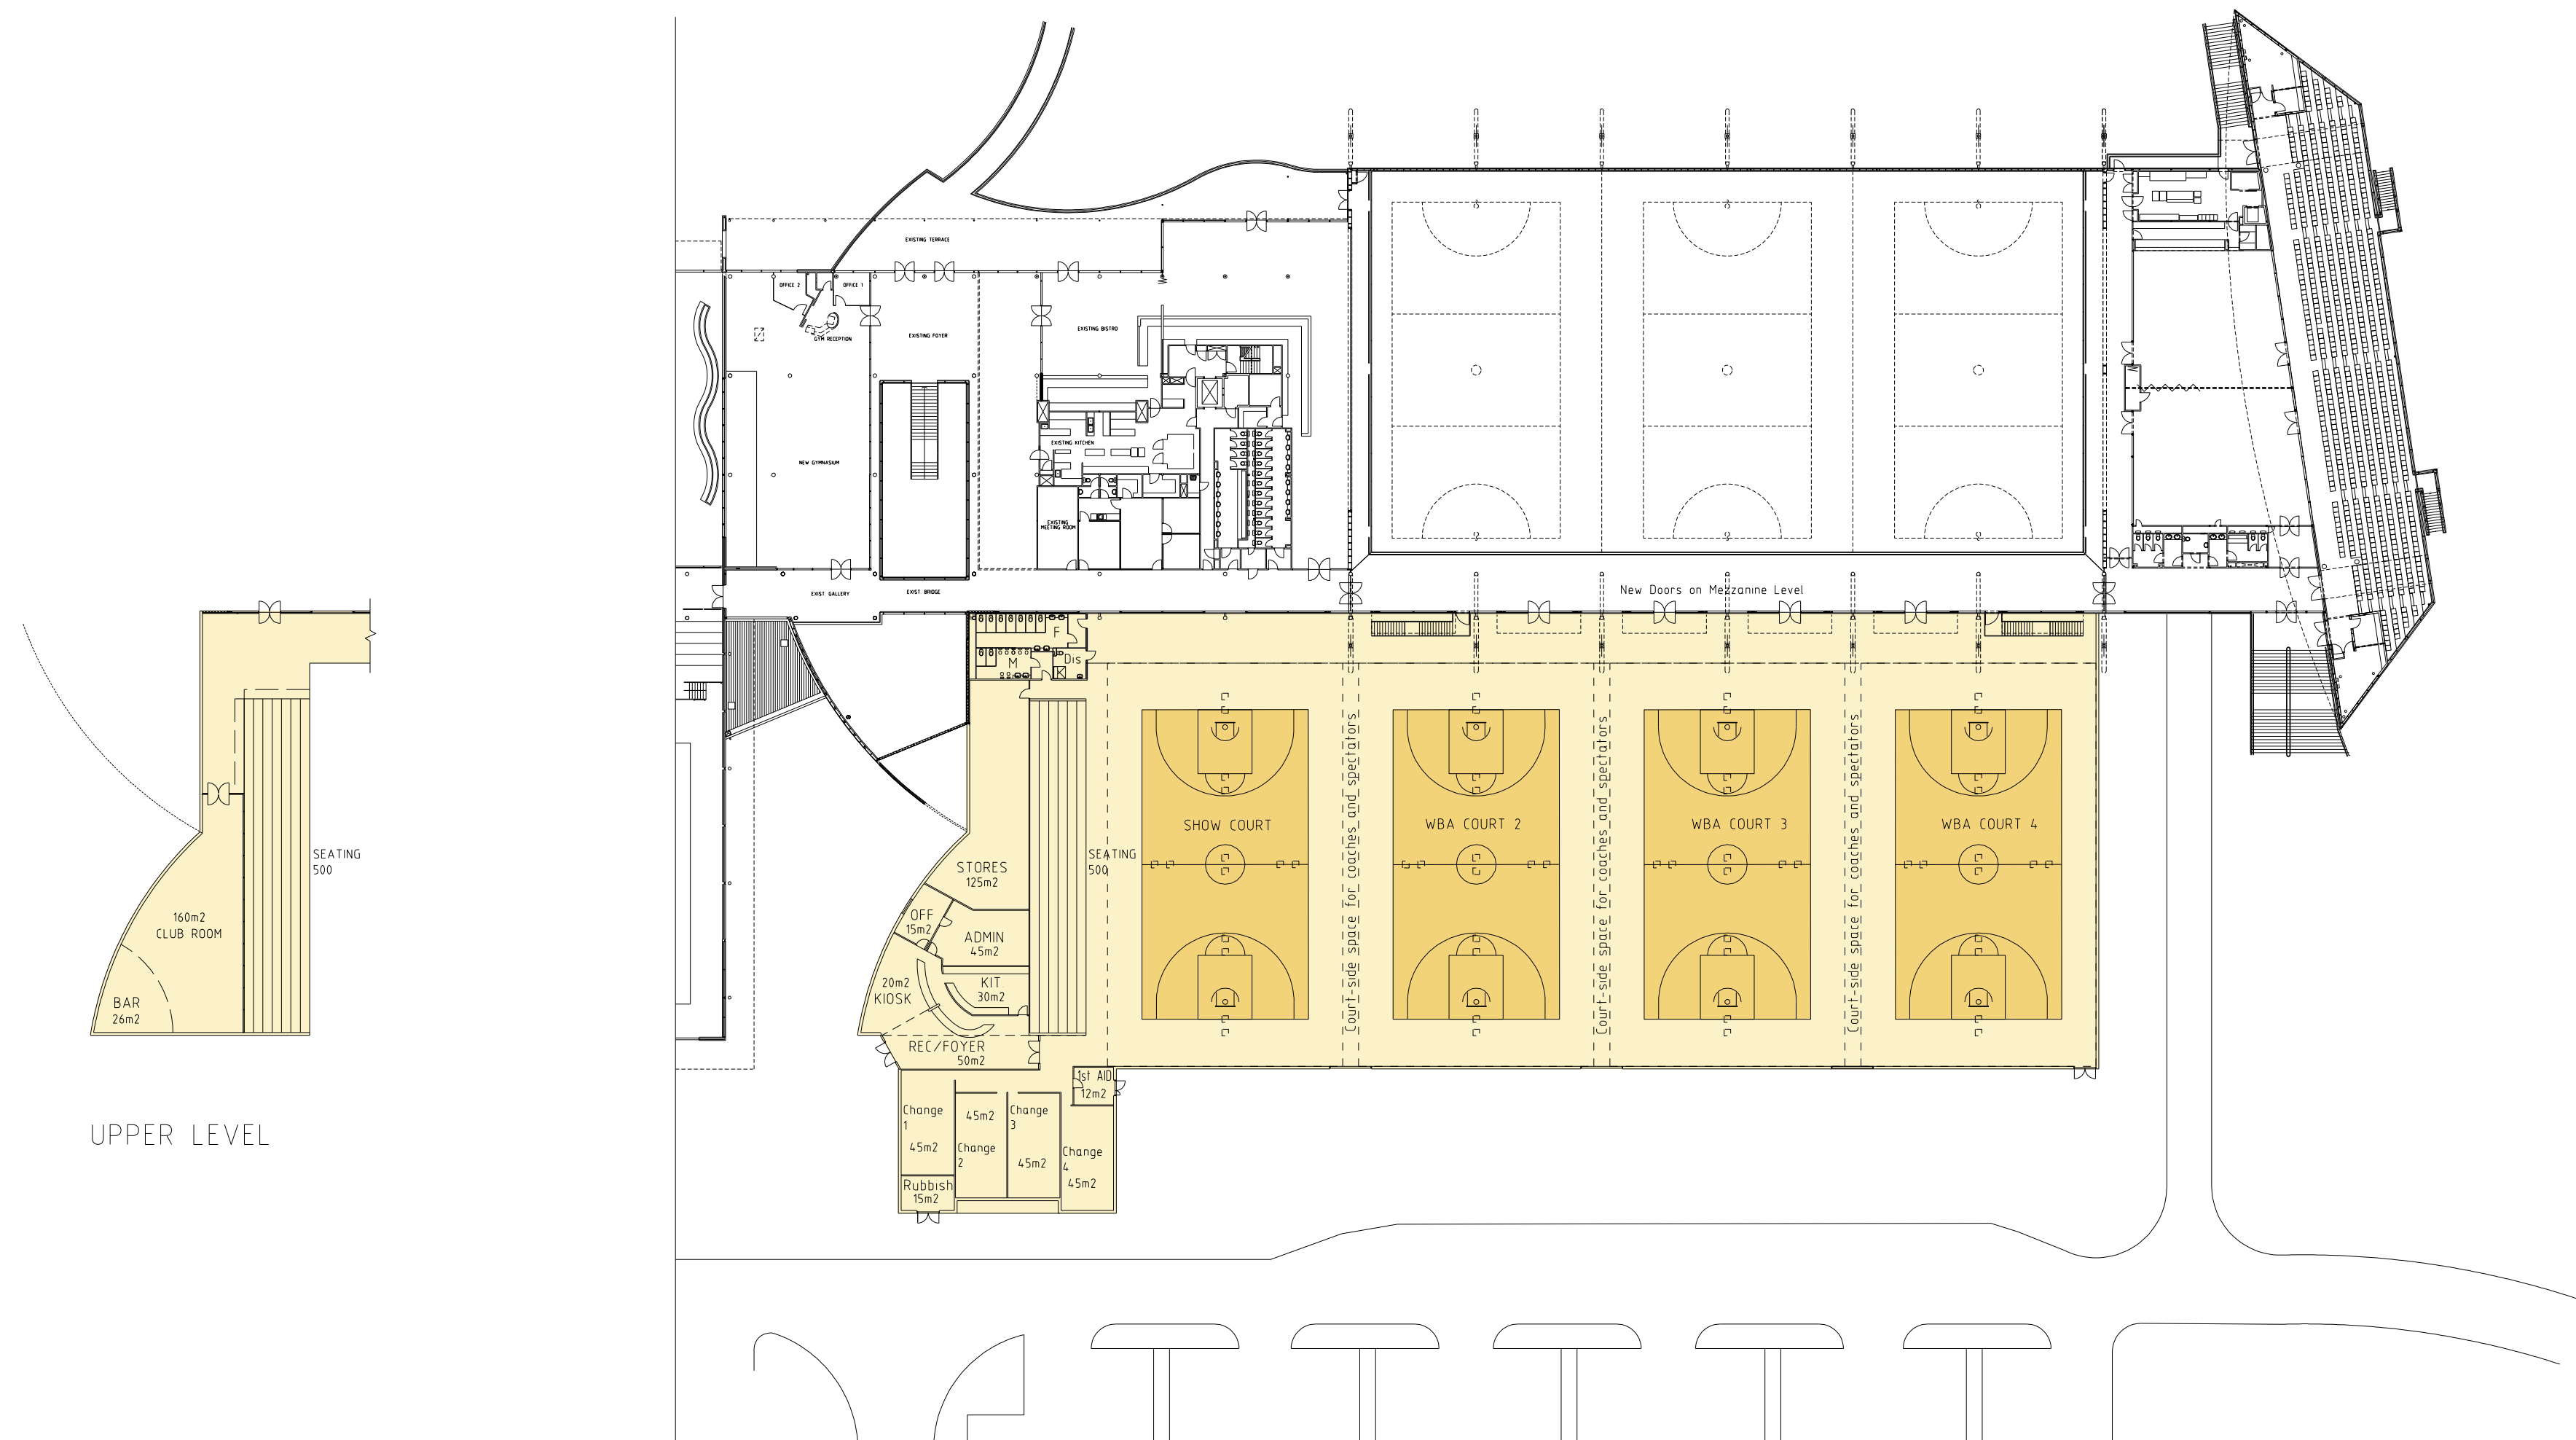 EXISTING TERRACE
OFFICE 2
OFFICE 1
GYM RECEPTION
EXISTING FOYER
EXISTING BISTRO
EXISTING KITCHEN
NEW GYMNASIUM
EXISTING
MEETING ROOM
EXIST. GALLERY
EXIST. BRIDGE
New Doors on Mezzanine Level
F
M
Dis
SHOW COURT
WBA COURT 2
WBA COURT 3
WBA COURT 4
Court-side space for coaches and spectators
Court-side space for coaches and spectators
Court-side space for coaches and spectators
SEATING
500
STORES
125m2
OFF
15m2
ADMIN
45m2
20m2
KIOSK
KIT
30m2
REC/FOYER
50m2
1st AID
12m2
Change
1
45m2
45m2
Change
2
Change
3
45m2
Change
4
45m2
Rubbish
15m2
SEATING
500
160m2
CLUB ROOM
BAR
26m2
UPPER LEVEL